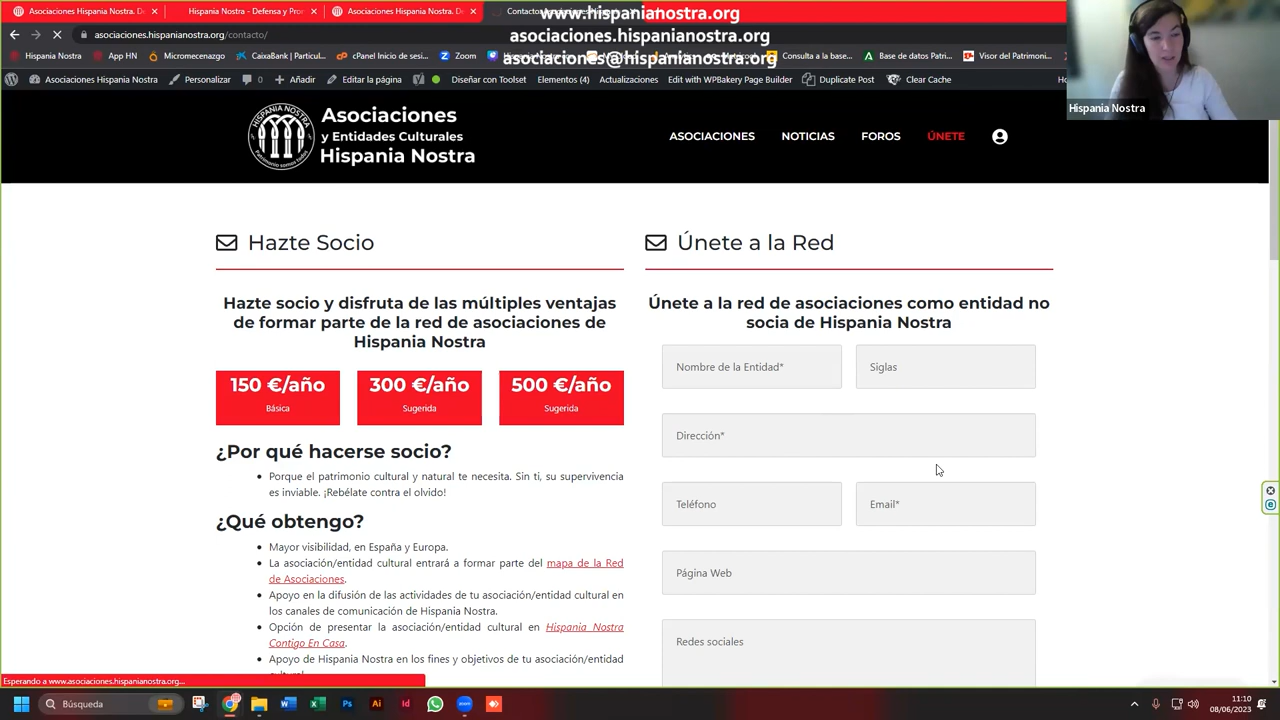 Asociaciones Hispania Nostra. De
Hispania Nostra - Defensa y Pro
Asociaciones Hispania Nostra. De
www.hispanianostra.org
asociaciones.hispanianostra.org/contacto/
asociaciones.hispanianostra.org
Hispania Nostra
App HN
Micromecenazgo
CaixaBank | Particul...
cPanel Inicio de sesi...
Zoom
asociaciones@hispanianostra.org
Consulta a la base...
Base de datos Patri...
Visor del Patrimoni...
Asociaciones Hispania Nostra
Personalizar
0
Añadir
Editar la página
Diseñar con Toolset
Elementos (4)
Actualizaciones
Edit with WPBakery Page Builder
Duplicate Post
Clear Cache
Hispania Nostra
HISPANIA NOSTRA
Asociaciones
y Entidades Culturales
Hispania Nostra
ASOCIACIONES
NOTICIAS
FOROS
ÚNETE
Hazte Socio
Hazte socio y disfruta de las múltiples ventajas
de formar parte de la red de asociaciones de
Hispania Nostra
150 €/año
Básica
300 €/año
Sugerida
500 €/año
Sugerida
¿Por qué hacerse socio?
Porque el patrimonio cultural y natural te necesita. Sin ti, su supervivencia
es inviable. ¡Rebélate contra el olvido!
¿Qué obtengo?
Mayor visibilidad, en España y Europa.
La asociación/entidad cultural entrará a formar parte del mapa de la Red
de Asociaciones.
Apoyo en la difusión de las actividades de tu asociación/entidad cultural en
los canales de comunicación de Hispania Nostra.
Opción de presentar la asociación/entidad cultural en Hispania Nostra
Contigo En Casa.
Apoyo de Hispania Nostra en los fines y objetivos de tu asociación/entidad
Únete a la Red
Únete a la red de asociaciones como entidad no
socia de Hispania Nostra
Nombre de la Entidad*
Siglas
Dirección*
Teléfono
Email*
Página Web
Redes sociales
Esperando a www.asociaciones.hispanianostra.org...
Búsqueda
11:10
08/06/2023